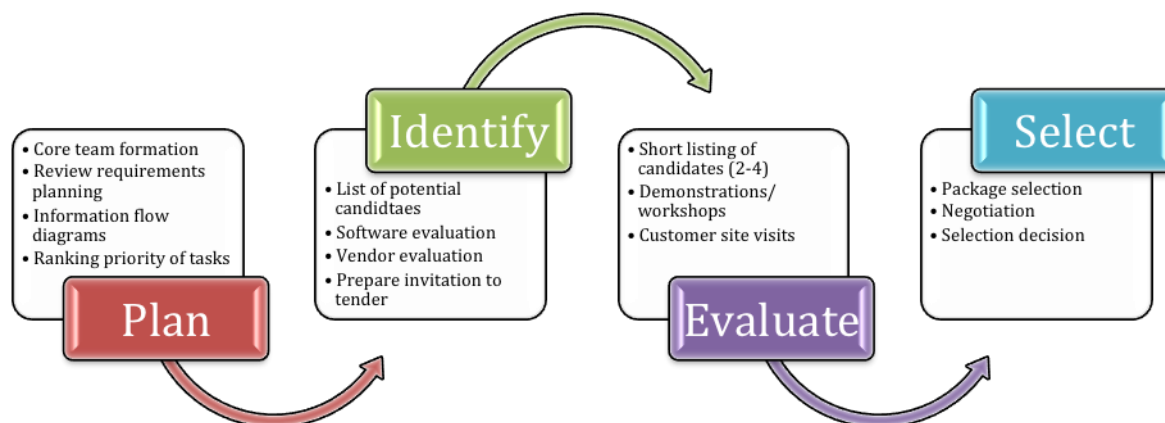 Plan
• Core team formation
• Review requirements
planning
• Information flow
diagrams
• Ranking priority of tasks
Identify
• List of potential
candidtaes
• Software evaluation
• Vendor evaluation
• Prepare invitation to
tender
Evaluate
• Short listing of
candidates (2-4)
• Demonstrations/
workshops
• Customer site visits
Select
• Package selection
• Negotiation
• Selection decision